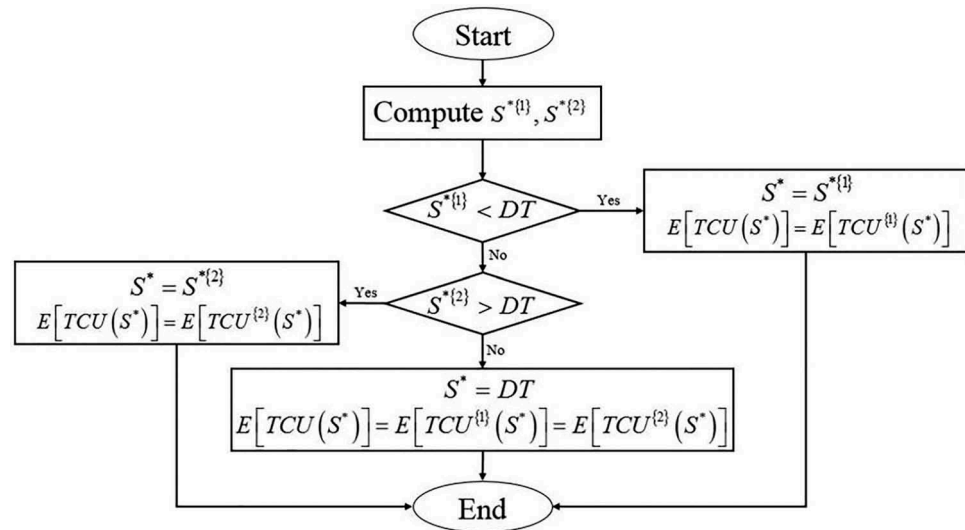 Start
Compute S*{1}, S*{2}
S*{1} < DT
Yes
S* = S*{1}
E[TCU(S*)] = E[TCU{1}(S*)]
No
S*{2} > DT
Yes
S* = S*{2}
E[TCU(S*)] = E[TCU{2}(S*)]
No
S* = DT
E[TCU(S*)] = E[TCU{1}(S*)] = E[TCU{2}(S*)]
End